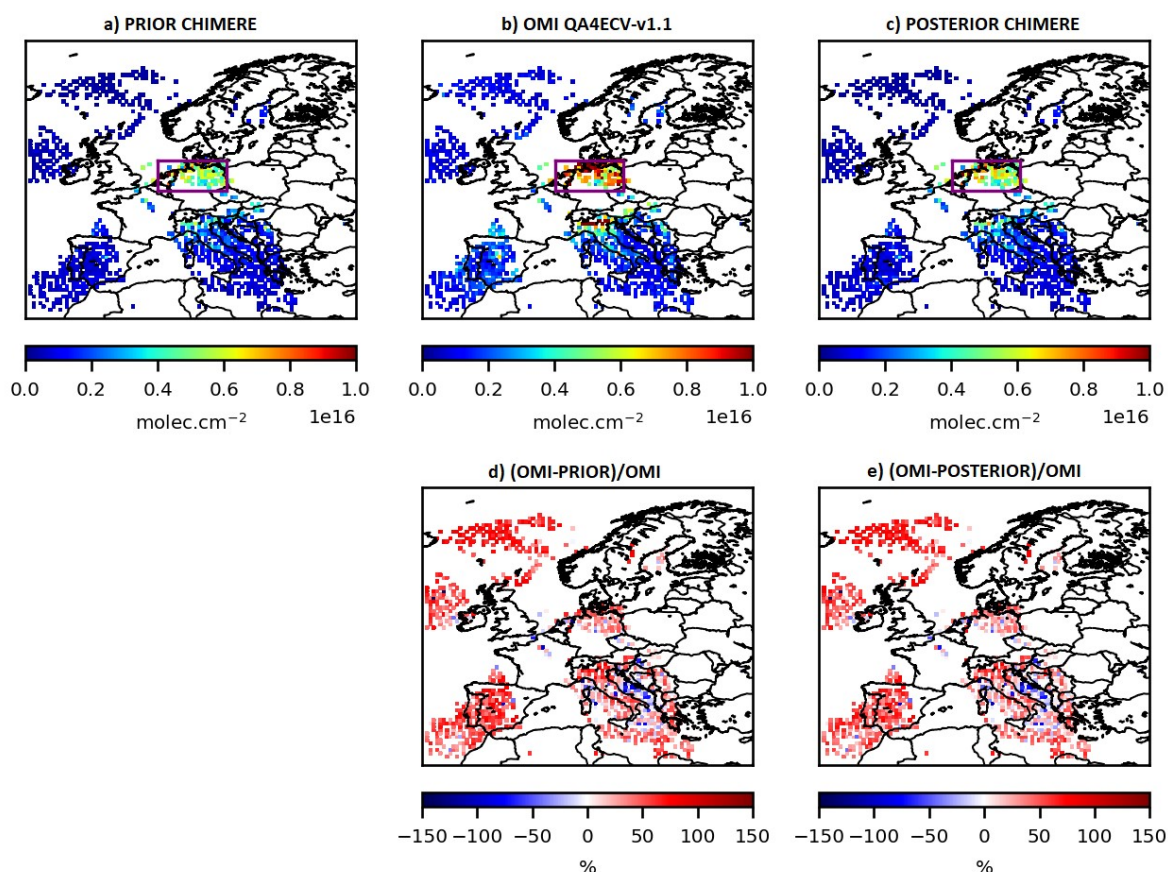 a) PRIOR CHIMERE
b) OMI QA4ECV-v1.1
c) POSTERIOR CHIMERE
0.0 0.2 0.4 0.6 0.8 1.0
molec.cm⁻² 1e16
0.0 0.2 0.4 0.6 0.8 1.0
molec.cm⁻² 1e16
0.0 0.2 0.4 0.6 0.8 1.0
molec.cm⁻² 1e16
d) (OMI-PRIOR)/OMI
e) (OMI-POSTERIOR)/OMI
−150 −100 −50 0 50 100 150
%
−150 −100 −50 0 50 100 150
%